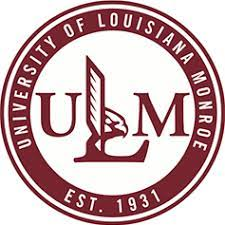 UNIVERSITY OF LOUISIANA MONROE
ULM
EST. 1931